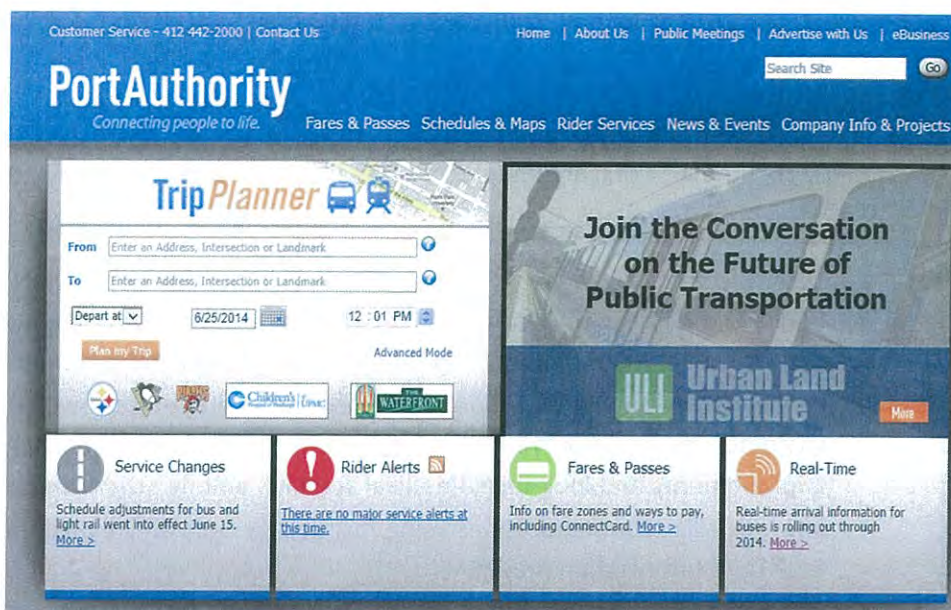 Customer Service - 412 442-2000 | Contact Us
Home | About Us | Public Meetings | Advertise with Us | eBusiness
Search Site
Go
PortAuthority
Connecting people to life.
Fares & Passes Schedules & Maps Rider Services News & Events Company Info & Projects
TripPlanner
From Enter an Address, Intersection or Landmark
To Enter an Address, Intersection or Landmark
Depart at 6/25/2014 12 : 01 PM
Plan my Trip
Advanced Mode
Steelers
Children's
UPMC
THE
WATERFRONT
Join the Conversation
on the Future of
Public Transportation
ULI Urban Land
Institute
More
Service Changes
Schedule adjustments for bus and
light rail went into effect June 15.
More >
Rider Alerts
There are no major service alerts at
this time.
Fares & Passes
Info on fare zones and ways to pay,
including ConnectCard. More >
Real-Time
Real-time arrival information for
buses is rolling out through
2014. More >